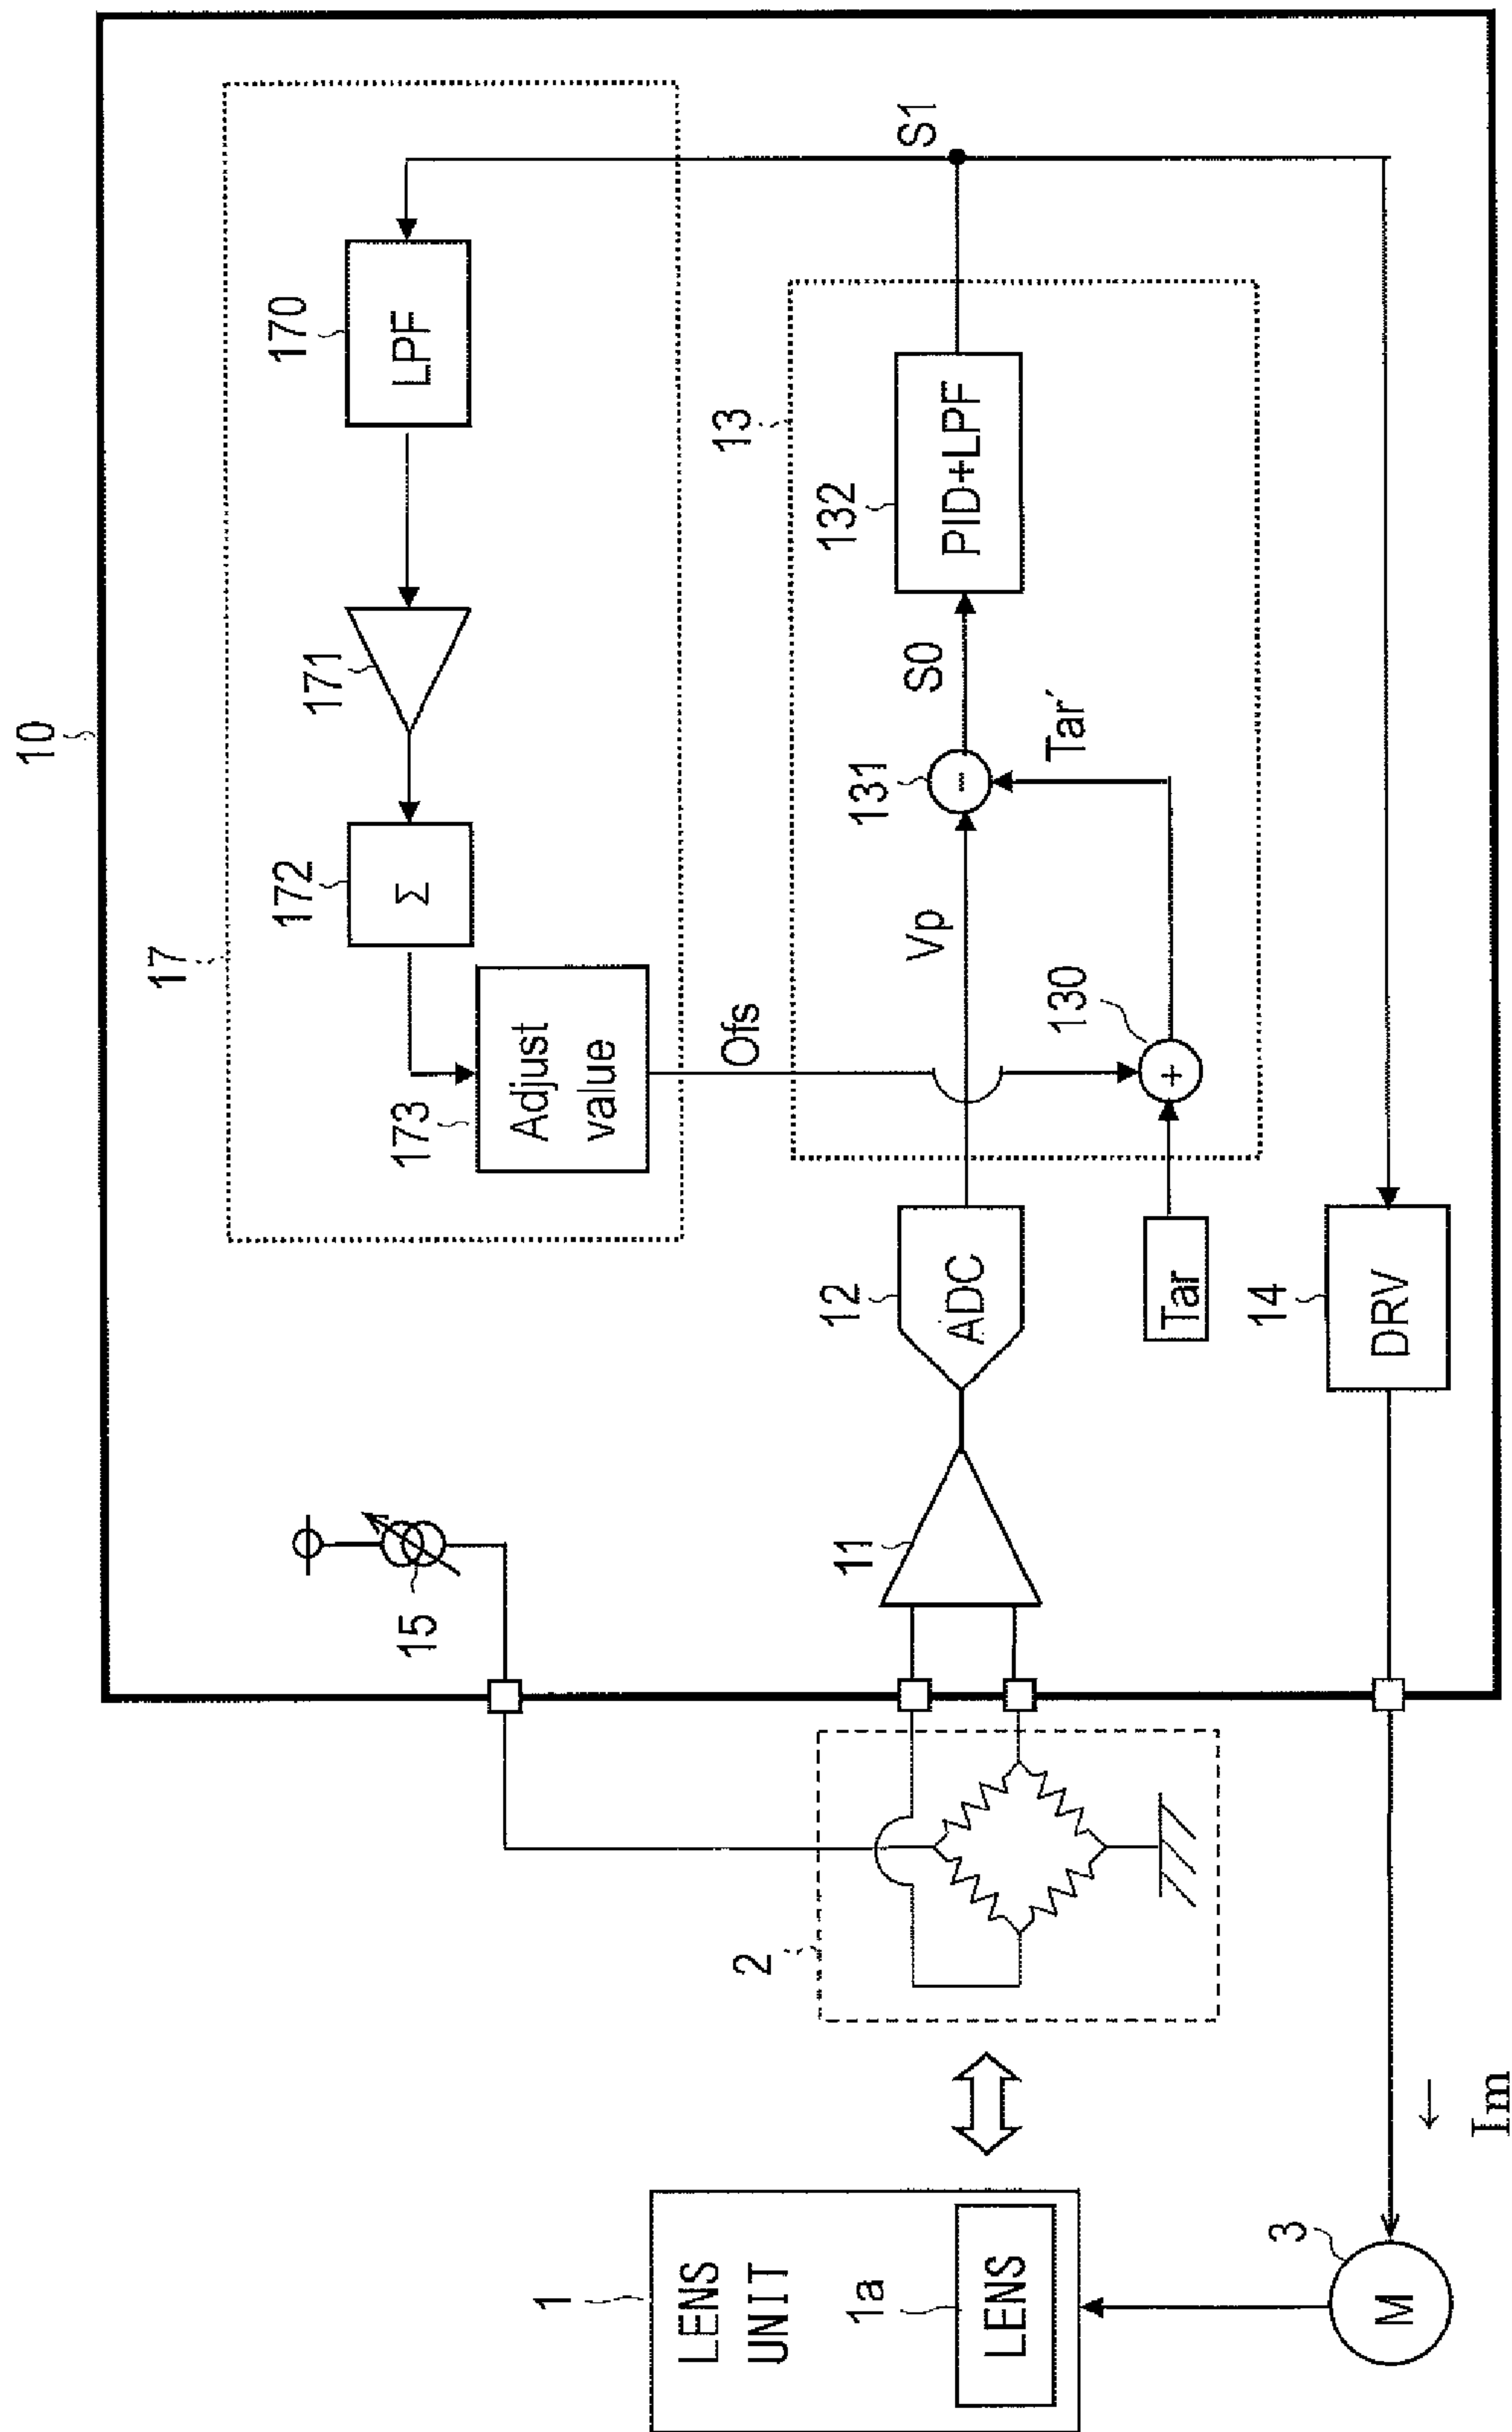 10
17
170
LPF
171
172
Σ
173
Adjust
value
Ofs
S1
13
132
PID+LPF
S0
131
-
Tar´
Vp
130
+
Tar
15
11
12
ADC
14
DRV
2
1
LENS
UNIT
1a
LENS
3
M
←
Im